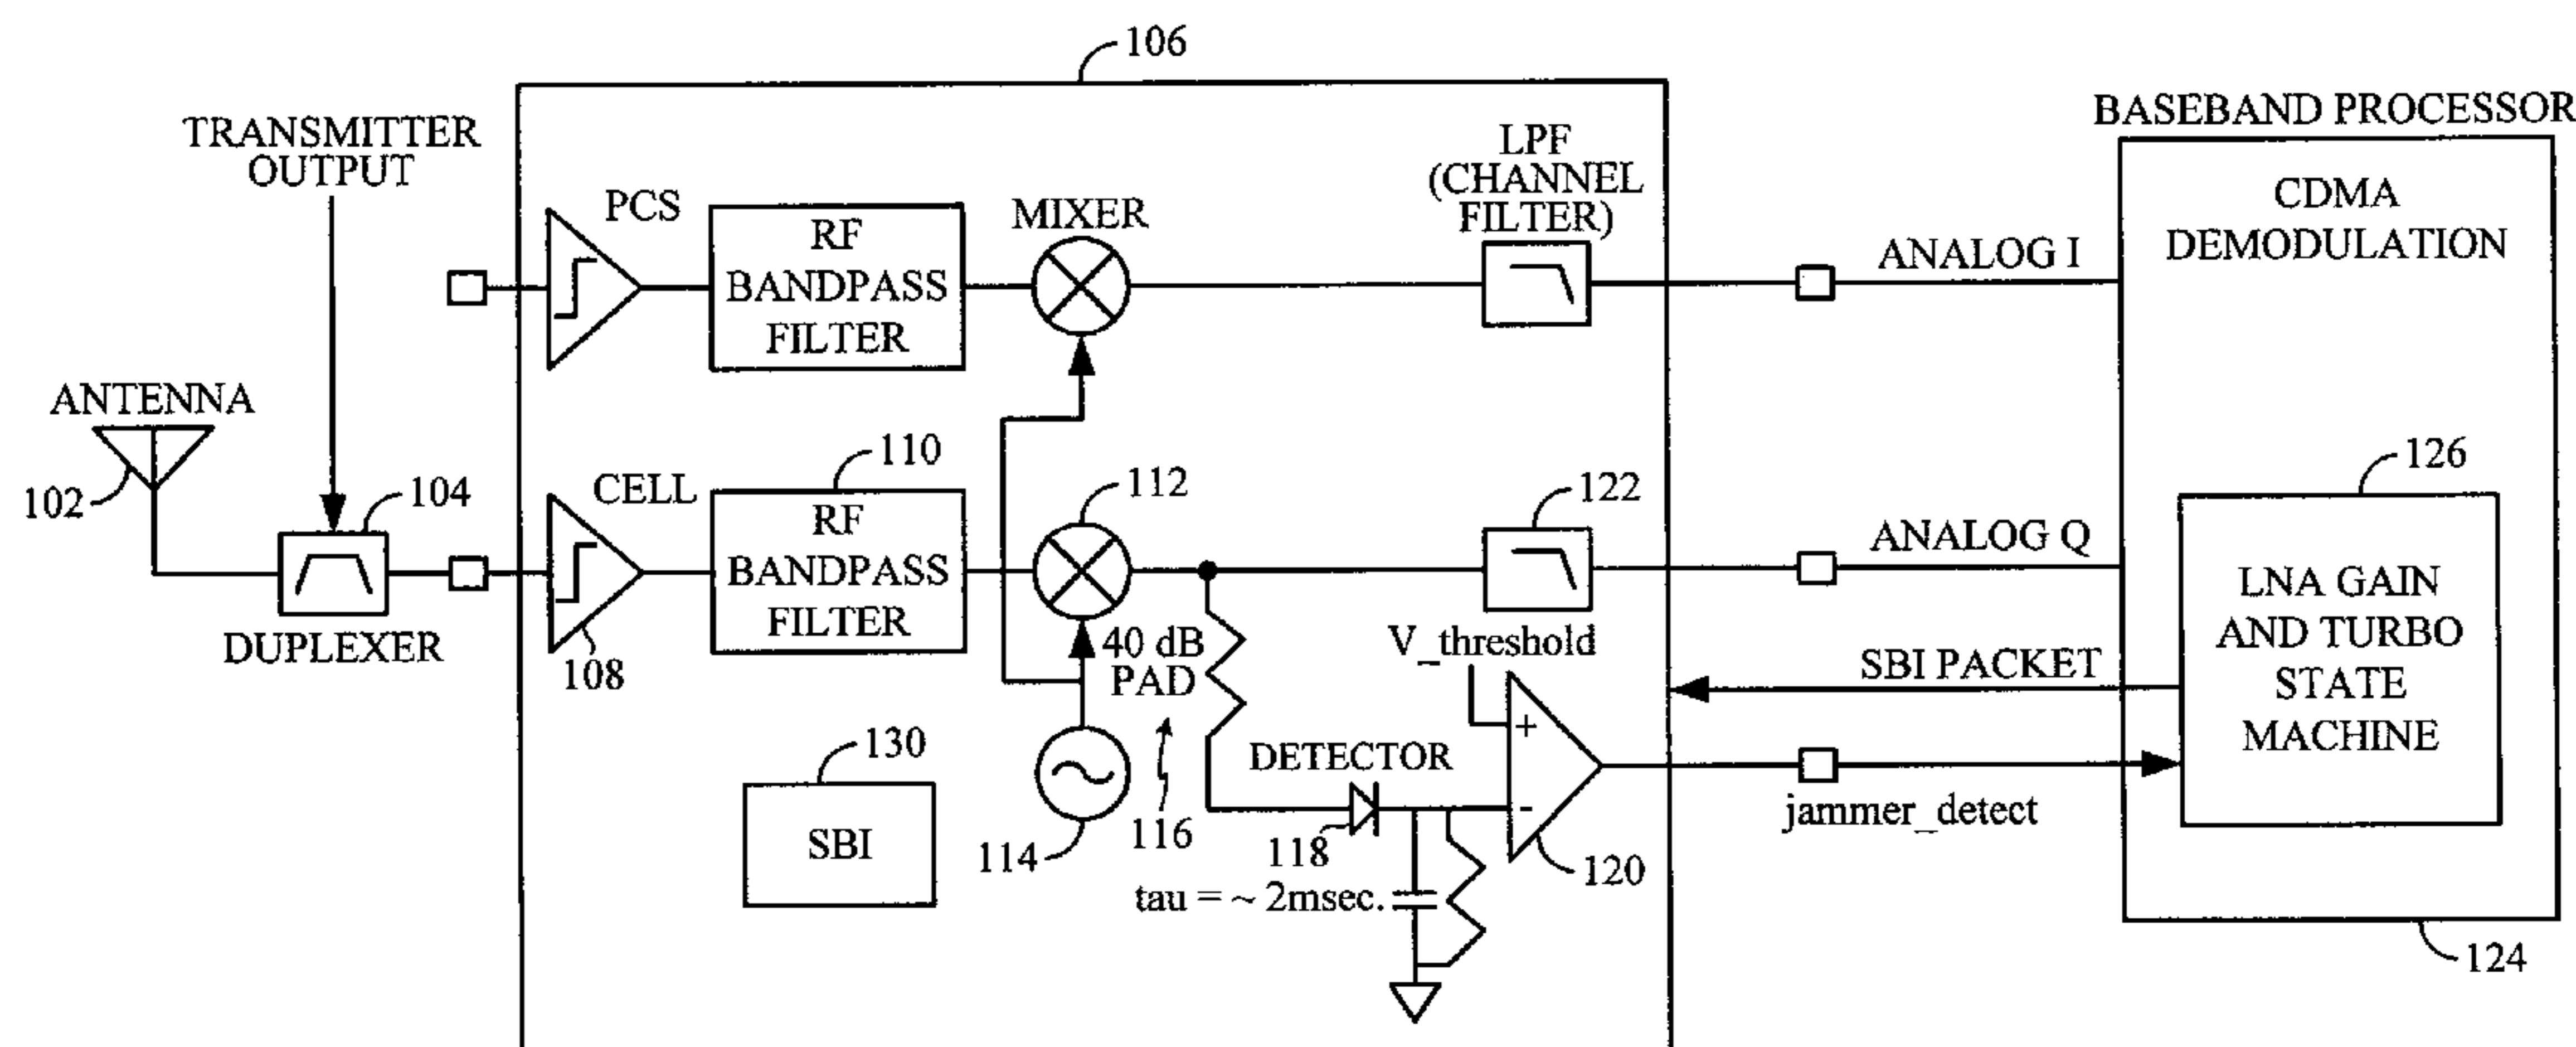 106
BASEBAND PROCESSOR
TRANSMITTER
OUTPUT
LPF
(CHANNEL
FILTER)
PCS
MIXER
RF
BANDPASS
FILTER
CDMA
DEMODULATION
ANALOG I
ANTENNA
102
104
CELL
110
RF
BANDPASS
FILTER
112
122
126
ANALOG Q
DUPLEXER
108
40 dB
PAD
V_threshold
SBI PACKET
LNA GAIN
AND TURBO
STATE
MACHINE
130
SBI
114
116
DETECTOR
118
+
-
120
jammer_detect
tau = ~ 2msec.
124